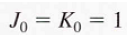 J₀ = K₀ = 1